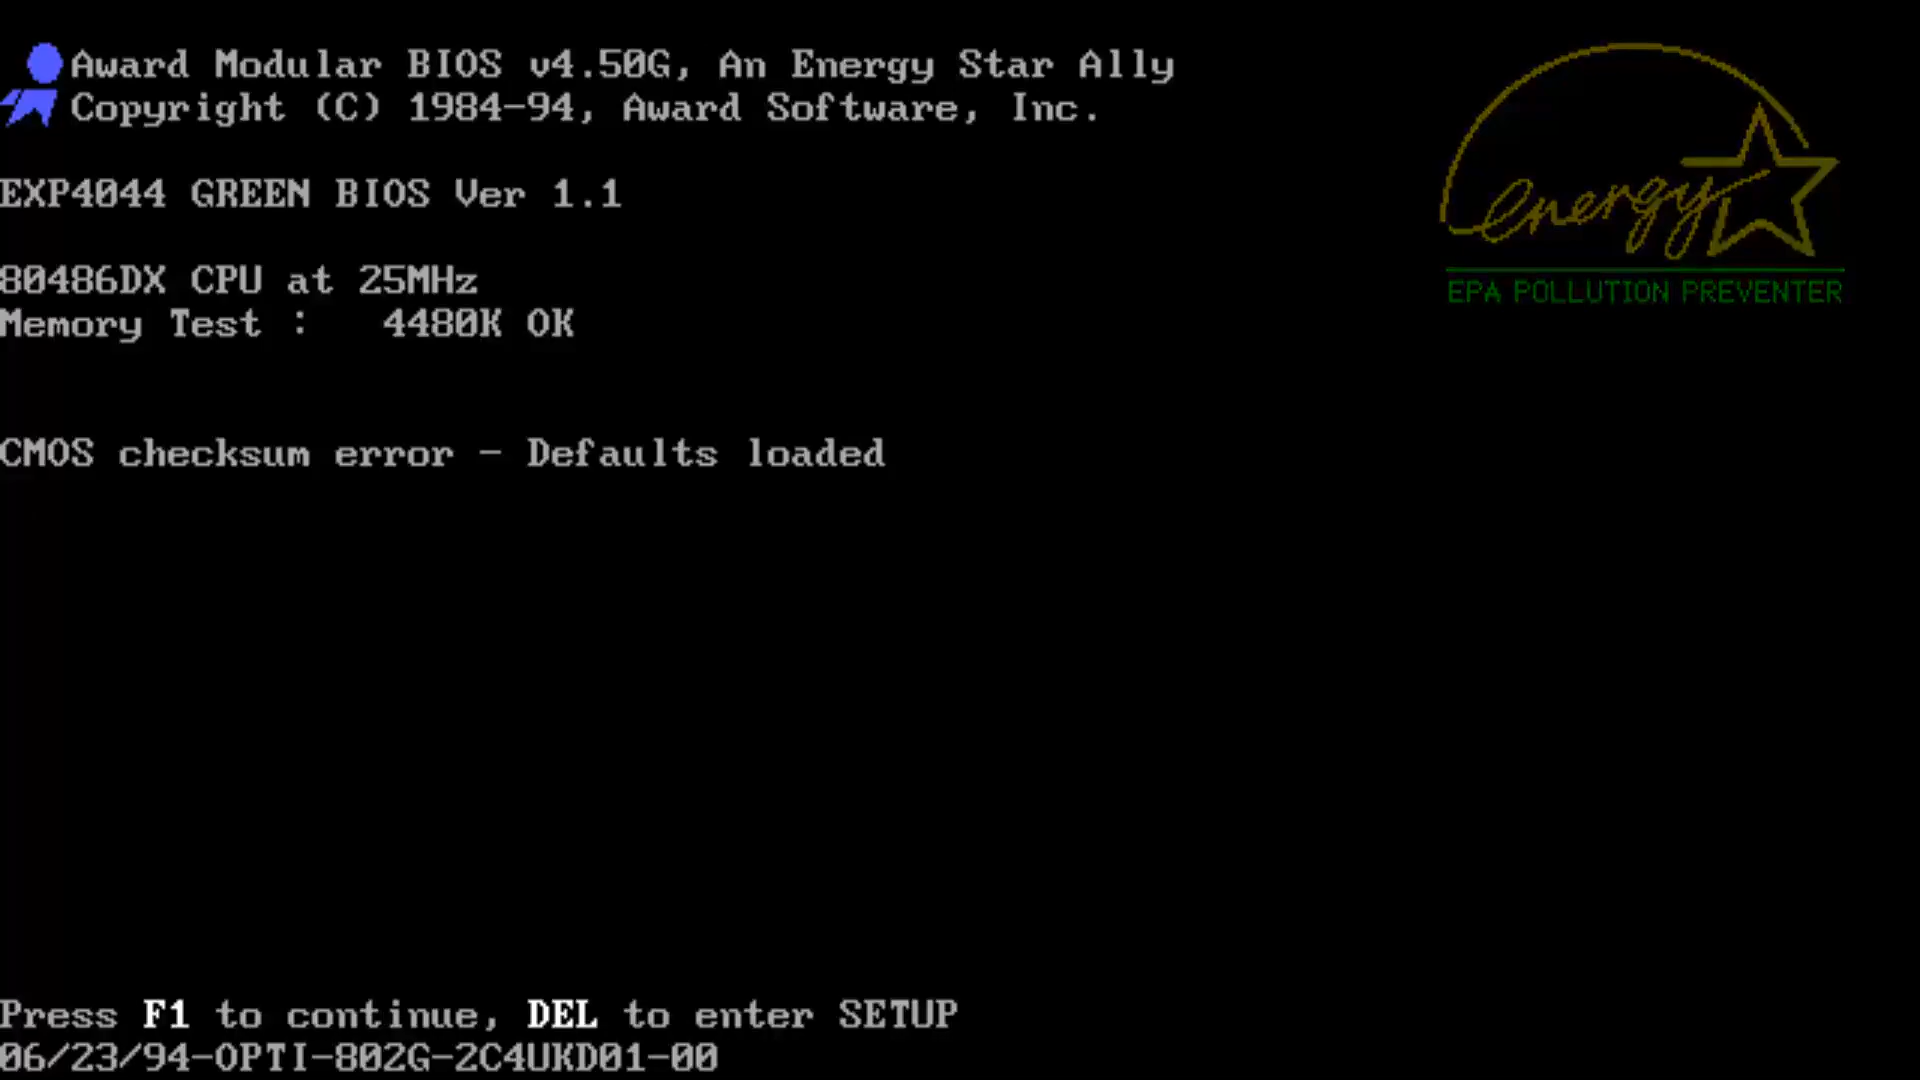 Award Modular BIOS v4.50G, An Energy Star Ally
Copyright (C) 1984-94, Award Software, Inc.
energy
EPA POLLUTION PREVENTER
EXP4044 GREEN BIOS Ver 1.1
80486DX CPU at 25MHz
Memory Test :   4480K OK
CMOS checksum error - Defaults loaded
Press F1 to continue, DEL to enter SETUP
06/23/94-OPTI-802G-2C4UKD01-00